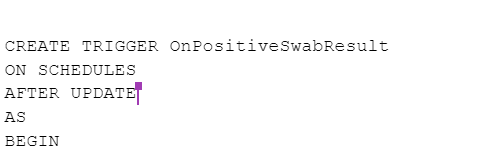 CREATE TRIGGER OnPositiveSwabResult
ON SCHEDULES
AFTER UPDATE
AS
BEGIN